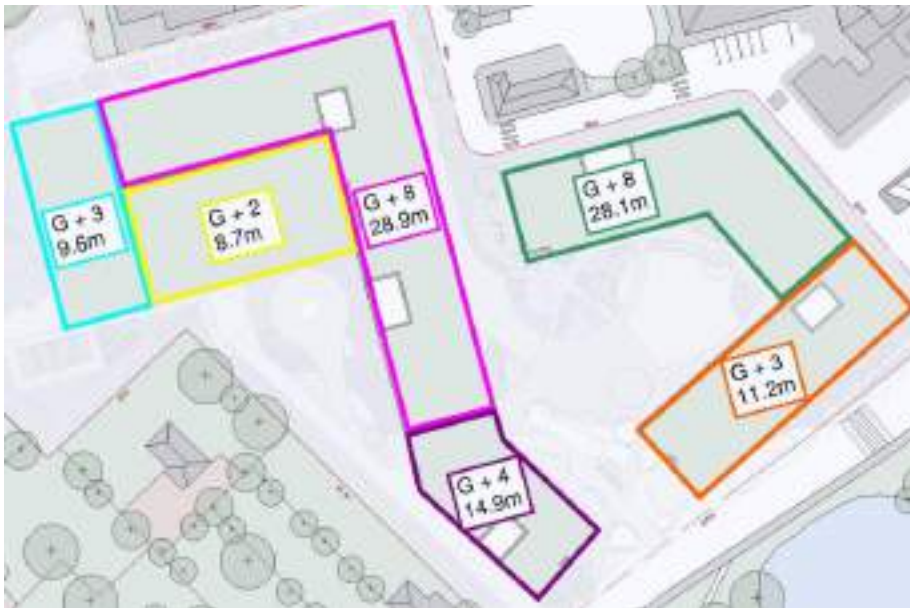 G + 3
9.6m
G + 2
8.7m
G + 8
28.9m
G + 8
28.1m
G + 3
11.2m
G + 4
14.9m